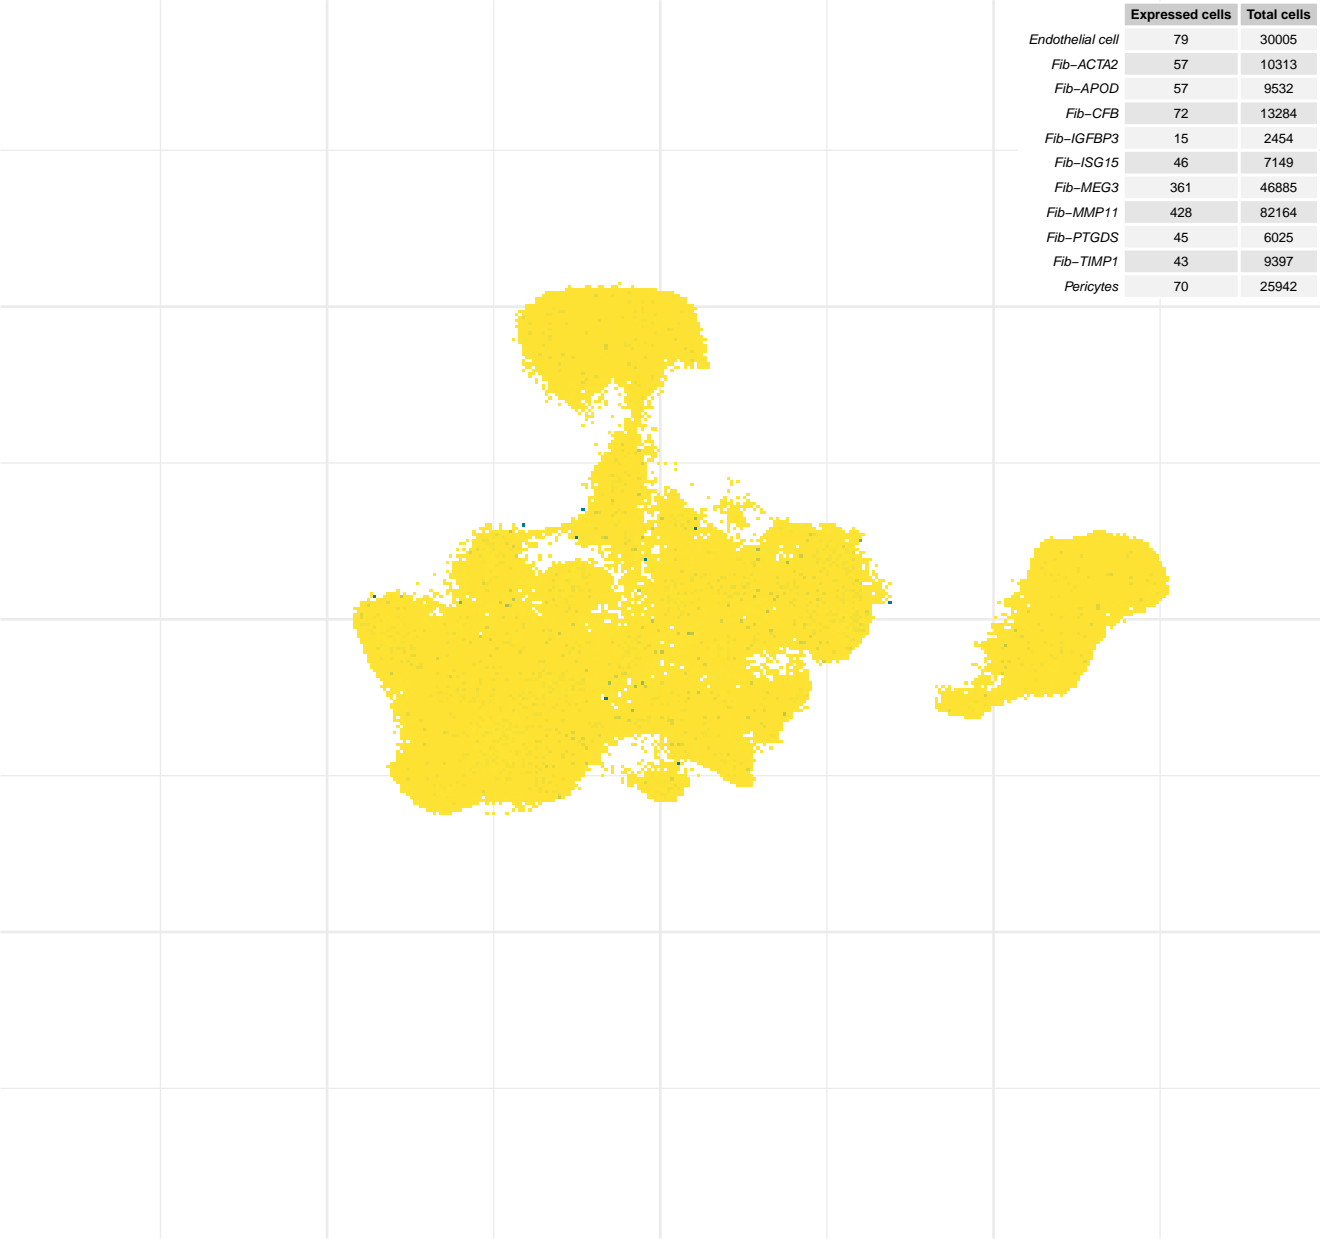 Expressed cells Total cells
Endothelial cell 79 30005
Fib−ACTA2 57 10313
Fib−APOD 57 9532
Fib−CFB 72 13284
Fib−IGFBP3 15 2454
Fib−ISG15 46 7149
Fib−MEG3 361 46885
Fib−MMP11 428 82164
Fib−PTGDS 45 6025
Fib−TIMP1 43 9397
Pericytes 70 25942